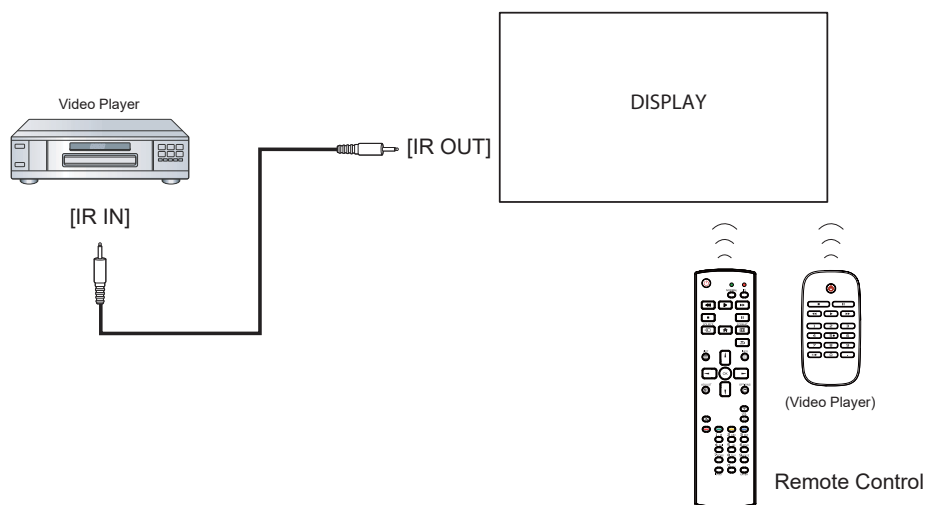 DISPLAY
Video Player
[IR OUT]
[IR IN]
(Video Player)
Remote Control